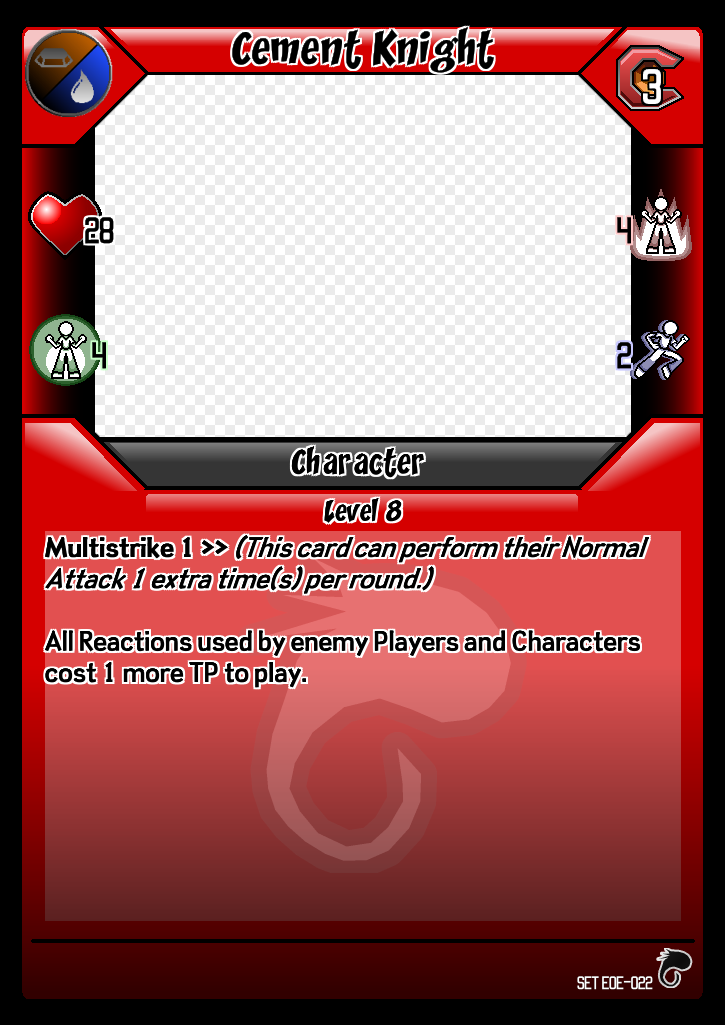 Cement Knight
3
28
4
4
2
Character
Level 8
Multistrike 1 >> (This card can perform their Normal
Attack 1 extra time(s) per round.)
All Reactions used by enemy Players and Characters
cost 1 more TP to play.
SET EOE-022